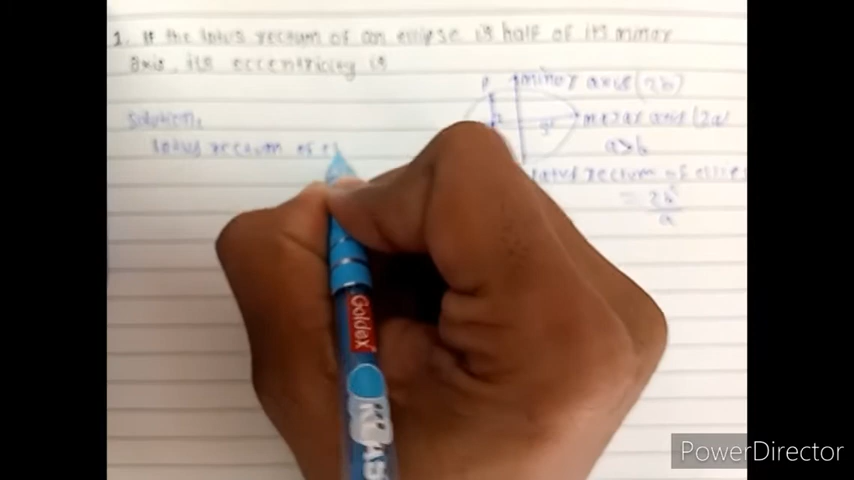 1. If the latus rectum of an ellipse is half of its minor
axis, its eccentricity is
P
minor axis (2b)
Solution,
major axis (2a)
a>b
latus rectum of el
latus rectum of ellipse
= 2b²
a
Goldex
PowerDirector